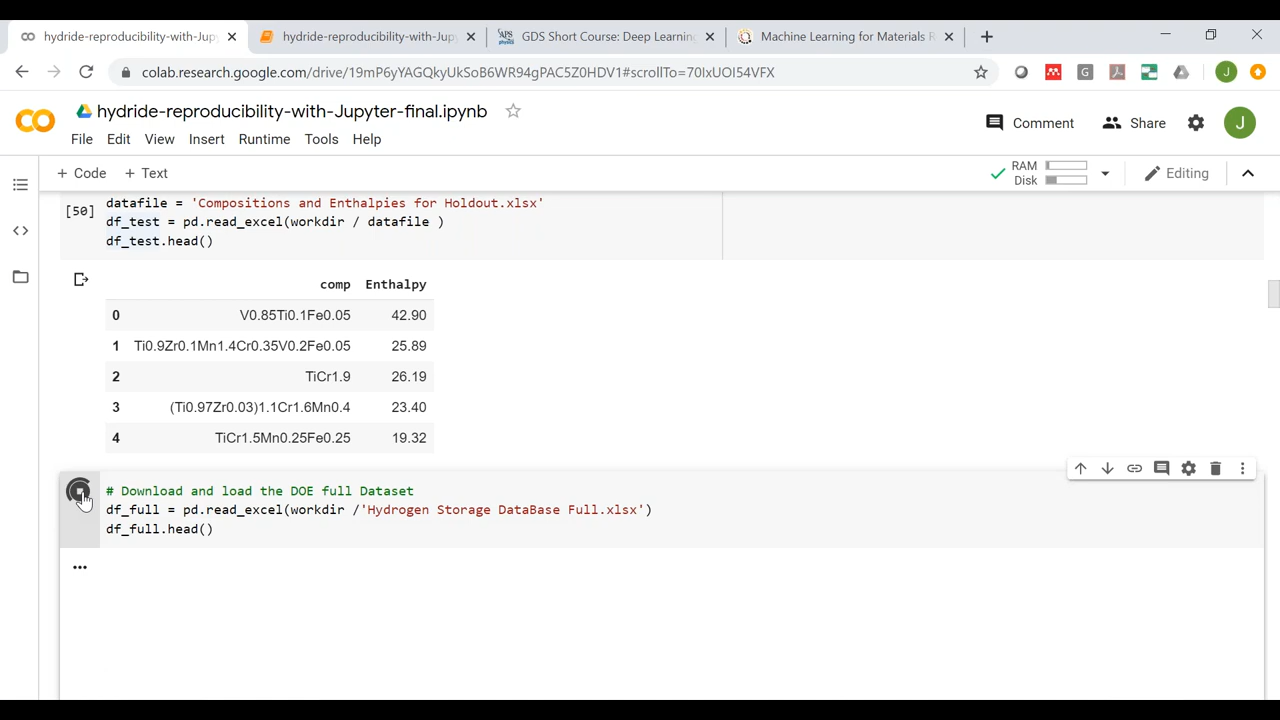 hydride-reproducibility-with-Jupy
hydride-reproducibility-with-Jup
GDS Short Course: Deep Learning
Machine Learning for Materials R
colab.research.google.com/drive/19mP6yYAGQkyUkSoB6WR94gPAC5Z0HDV1#scrollTo=70IxUOI54VFX
J
hydride-reproducibility-with-Jupyter-final.ipynb
Comment Share J
File Edit View Insert Runtime Tools Help
+ Code + Text
RAM
Disk
Editing
datafile = 'Compositions and Enthalpies for Holdout.xlsx'
[50] df_test = pd.read_excel(workdir / datafile )
df_test.head()
comp Enthalpy
0 V0.85Ti0.1Fe0.05 42.90
1 Ti0.9Zr0.1Mn1.4Cr0.35V0.2Fe0.05 25.89
2 TiCr1.9 26.19
3 (Ti0.97Zr0.03)1.1Cr1.6Mn0.4 23.40
4 TiCr1.5Mn0.25Fe0.25 19.32
# Download and load the DOE full Dataset
df_full = pd.read_excel(workdir /'Hydrogen Storage DataBase Full.xlsx')
df_full.head()